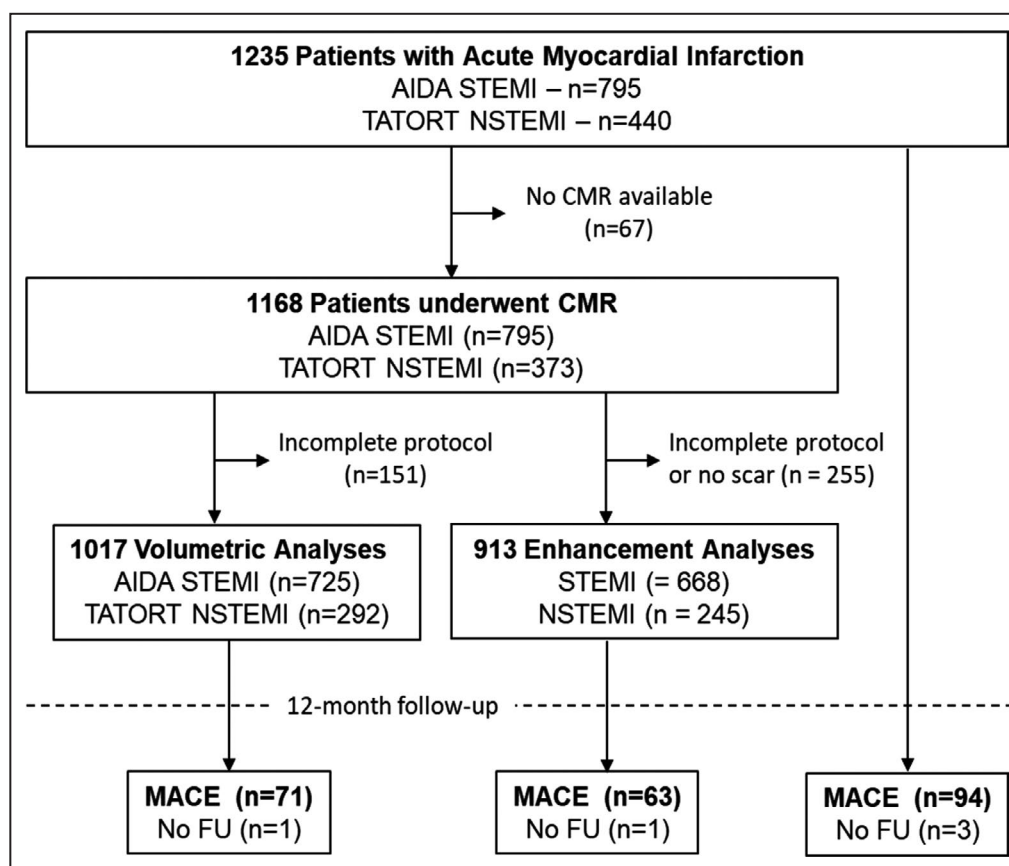 1235 Patients with Acute Myocardial Infarction
AIDA STEMI – n=795
TATORT NSTEMI – n=440
No CMR available
(n=67)
1168 Patients underwent CMR
AIDA STEMI (n=795)
TATORT NSTEMI (n=373)
Incomplete protocol
(n=151)
Incomplete protocol
or no scar (n = 255)
1017 Volumetric Analyses
AIDA STEMI (n=725)
TATORT NSTEMI (n=292)
913 Enhancement Analyses
STEMI (= 668)
NSTEMI (n = 245)
12-month follow-up
MACE (n=71)
No FU (n=1)
MACE (n=63)
No FU (n=1)
MACE (n=94)
No FU (n=3)